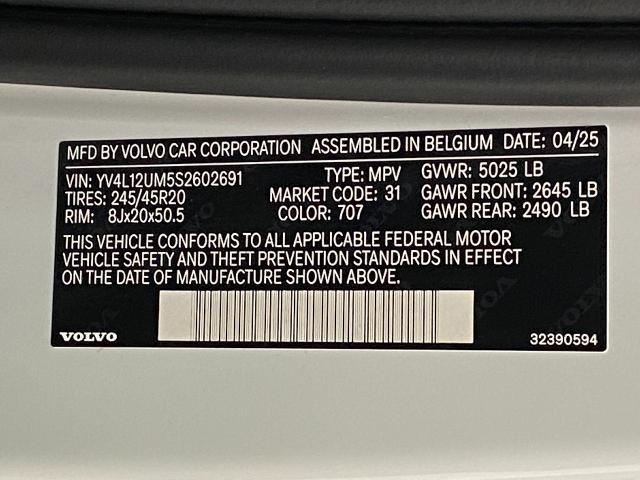 MFD BY VOLVO CAR CORPORATION ASSEMBLED IN BELGIUM DATE: 04/25
VIN: YV4L12UM5S2602691 TYPE: MPV GVWR: 5025 LB
TIRES: 245/45R20 MARKET CODE: 31 GAWR FRONT: 2645 LB
RIM: 8Jx20x50.5 COLOR: 707 GAWR REAR: 2490 LB
THIS VEHICLE CONFORMS TO ALL APPLICABLE FEDERAL MOTOR
VEHICLE SAFETY AND THEFT PREVENTION STANDARDS IN EFFECT
ON THE DATE OF MANUFACTURE SHOWN ABOVE.
VOLVO 32390594